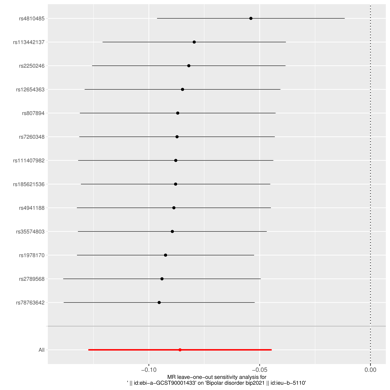 rs4810485
rs113442137
rs2250246
rs12654363
rs807894
rs7260348
rs111407982
rs185621536
rs4941188
rs35574803
rs1978170
rs2789568
rs78763642
All
−0.10
−0.05
0.00
MR leave−one−out sensitivity analysis for
' || id:ebi−a−GCST90001433' on 'Bipolar disorder bip2021 || id:ieu−b−5110'